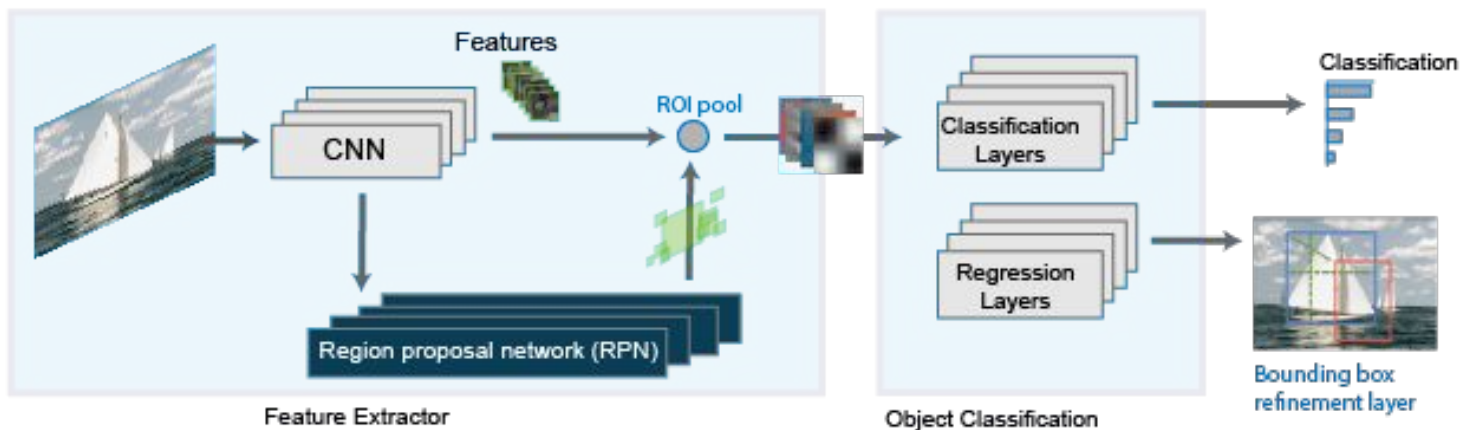 Features
Classification
ROI pool
CNN
Classification
Layers
Regression
Layers
Region proposal network (RPN)
Bounding box
refinement layer
Feature Extractor
Object Classification